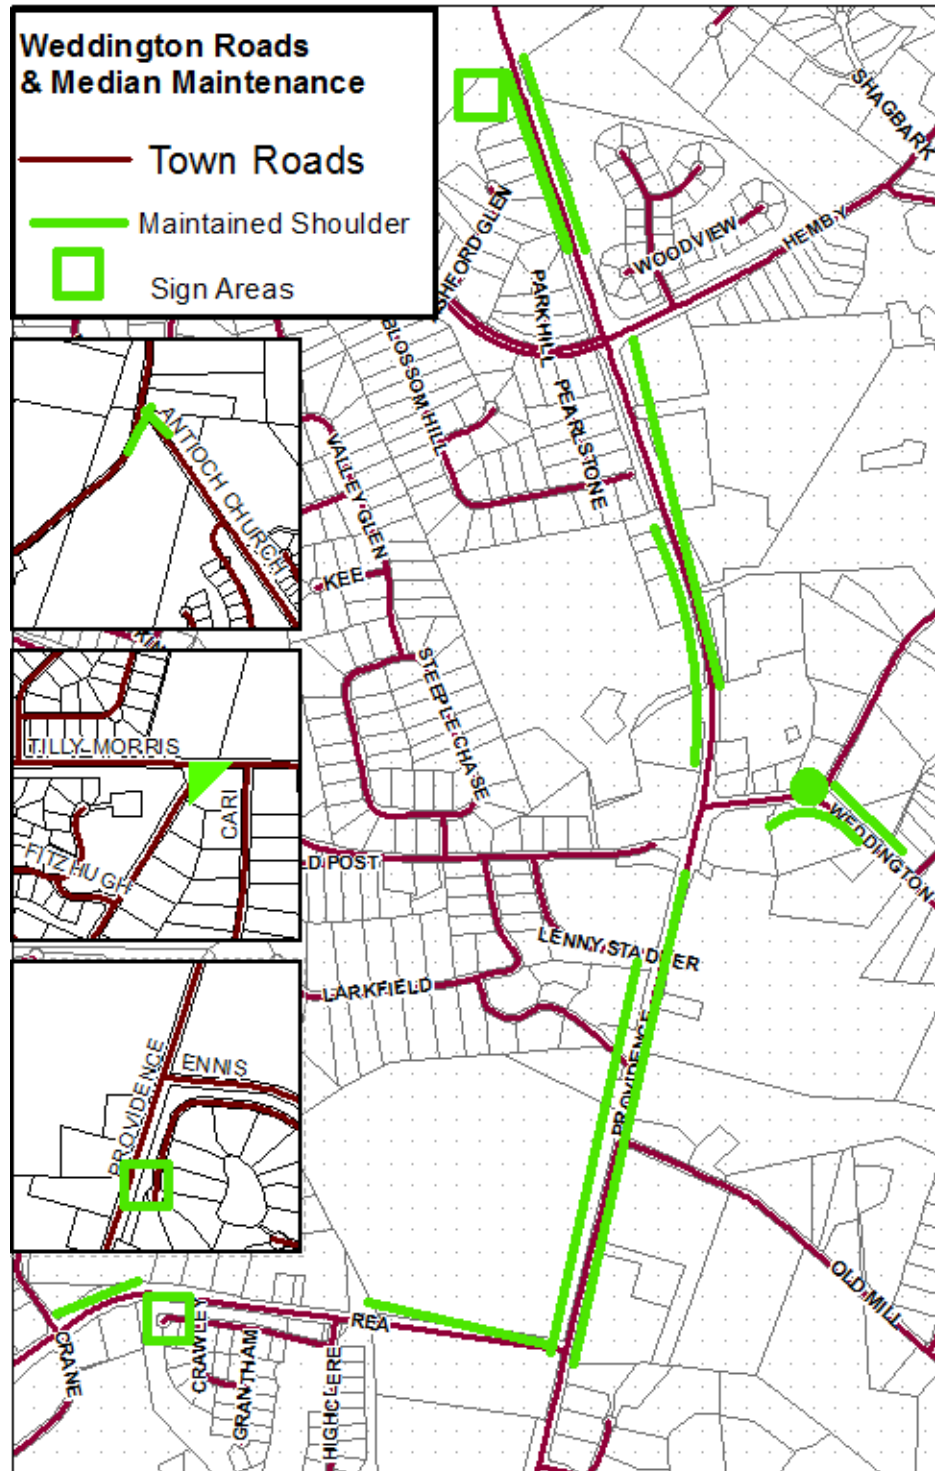 Weddington Roads
& Median Maintenance
Town Roads
Maintained Shoulder
Sign Areas
SHAGBARK
HEMBY
WOODVIEW
PARKHILL
PEARLSTONE
BLOSSOM HILL
VALLEY GLEN
KEE
STEEPLE CHASE
ANTIOCH CHURCH
TILLY MORRIS
CARI
FITZHUGH
WEDDINGTON
LD POST
LENNY STADLER
LARKFIELD
PROVIDENCE
PROVIDENCE
ENNIS
OLD MILL
REA
CRANE
CRAWLEY
GRANTHAM
HIGHCLERE